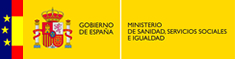 GOBIERNO
DE ESPAÑA
MINISTERIO
DE SANIDAD, SERVICIOS SOCIALES
E IGUALDAD